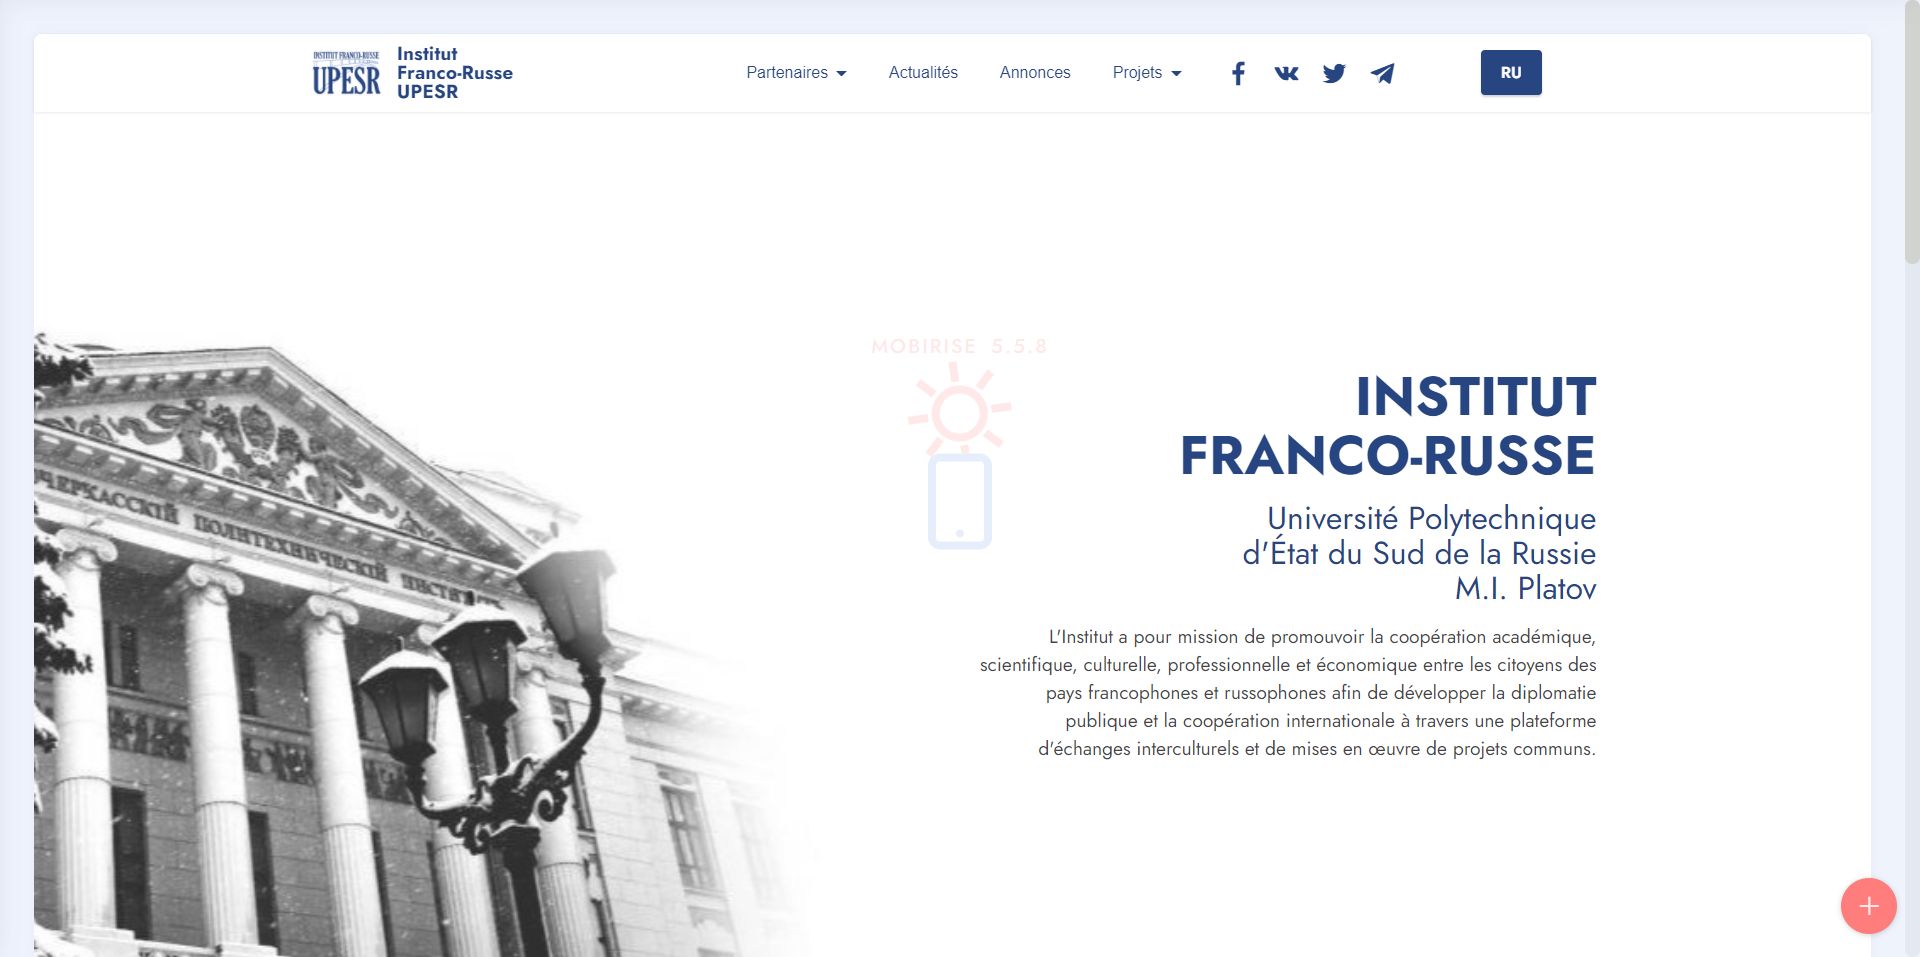 INSTITUT FRANCO-RUSSE
UPESR
Institut
Franco-Russe
UPESR
Partenaires
Actualités
Annonces
Projets
RU
MOBIRISE 5.5.8
INSTITUT
FRANCO-RUSSE
Université Polytechnique
d'État du Sud de la Russie
M.I. Platov
L'Institut a pour mission de promouvoir la coopération académique,
scientifique, culturelle, professionnelle et économique entre les citoyens des
pays francophones et russophones afin de développer la diplomatie
publique et la coopération internationale à travers une plateforme
d'échanges interculturels et de mises en œuvre de projets communs.
ЧЕРКАССКІЙ ПОЛИТЕХНИЧЕСКІЙ